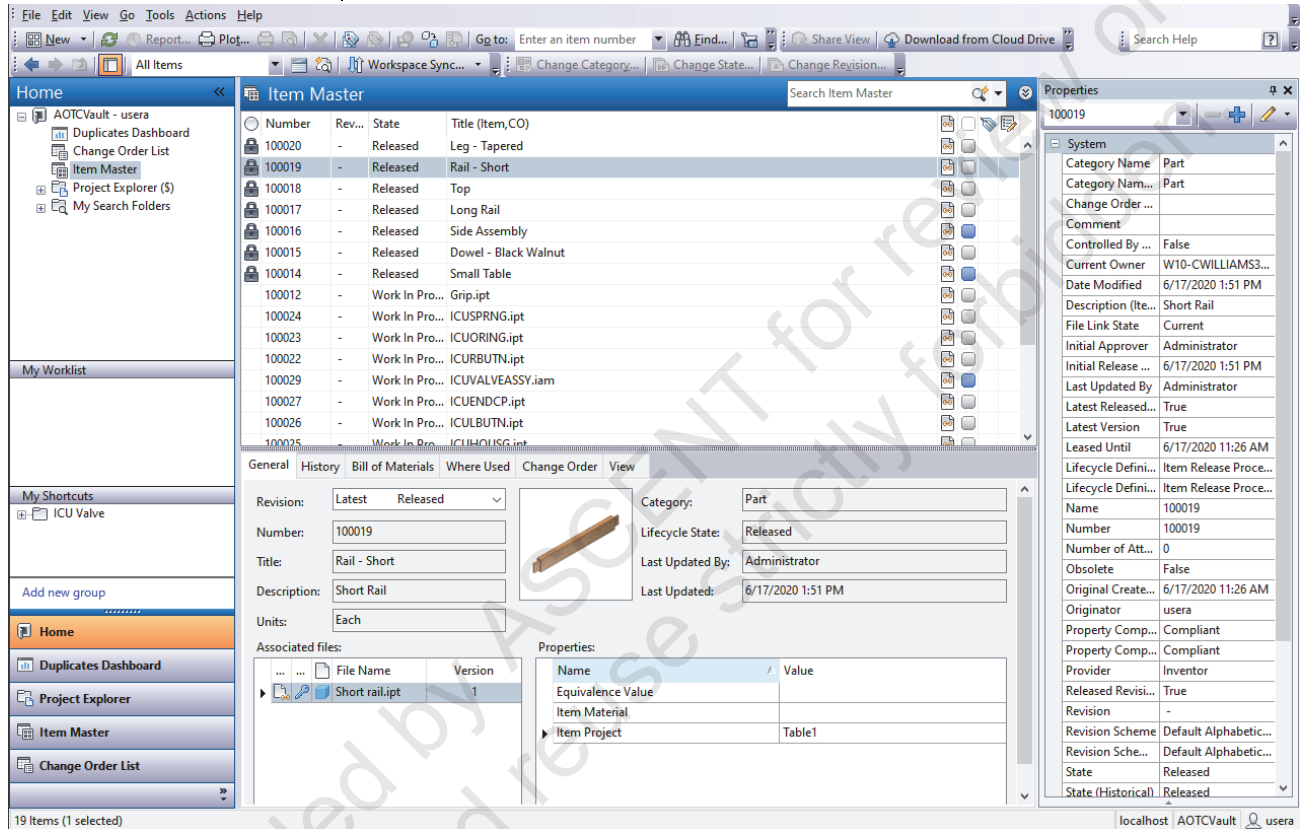 File Edit View Go Tools Actions Help
New Report... Plot... Go to: Enter an item number Find... Share View Download from Cloud Drive Search Help ?
All Items Workspace Sync... Change Category... Change State... Change Revision...
Home «
AOTCVault - usera
Duplicates Dashboard
Change Order List
Item Master
Project Explorer ($)
My Search Folders
My Worklist
My Shortcuts
ICU Valve
Add new group
Home
Duplicates Dashboard
Project Explorer
Item Master
Change Order List
Item Master Search Item Master
Number Rev... State Title (Item,CO)
100020 - Released Leg - Tapered
100019 - Released Rail - Short
100018 - Released Top
100017 - Released Long Rail
100016 - Released Side Assembly
100015 - Released Dowel - Black Walnut
100014 - Released Small Table
100012 - Work In Pro... Grip.ipt
100024 - Work In Pro... ICUSPRNG.ipt
100023 - Work In Pro... ICUORING.ipt
100022 - Work In Pro... ICURBUTN.ipt
100029 - Work In Pro... ICUVALVEASSY.iam
100027 - Work In Pro... ICUENDCP.ipt
100026 - Work In Pro... ICULBUTN.ipt
100025 - Work In Pro... ICUHOUSG.ipt
General History Bill of Materials Where Used Change Order View
Revision: Latest Released Category: Part
Number: 100019 Lifecycle State: Released
Title: Rail - Short Last Updated By: Administrator
Description: Short Rail Last Updated: 6/17/2020 1:51 PM
Units: Each
Associated files: Properties:
... ... File Name Version Name Value
Short rail.ipt 1 Equivalence Value
Item Material
Item Project Table1
Properties
100019
System
Category Name Part
Category Nam... Part
Change Order ...
Comment
Controlled By ... False
Current Owner W10-CWILLIAMS3...
Date Modified 6/17/2020 1:51 PM
Description (Ite... Short Rail
File Link State Current
Initial Approver Administrator
Initial Release ... 6/17/2020 1:51 PM
Last Updated By Administrator
Latest Released... True
Latest Version True
Leased Until 6/17/2020 11:26 AM
Lifecycle Defini... Item Release Proce...
Lifecycle Defini... Item Release Proce...
Name 100019
Number 100019
Number of Att... 0
Obsolete False
Original Create... 6/17/2020 11:26 AM
Originator usera
Property Comp... Compliant
Property Comp... Compliant
Provider Inventor
Released Revisi... True
Revision -
Revision Scheme Default Alphabetic...
Revision Sche... Default Alphabetic...
State Released
State (Historical) Released
19 Items (1 selected) localhost AOTCVault usera
ed by ASCENT for review on
d reuse strictly forbidden